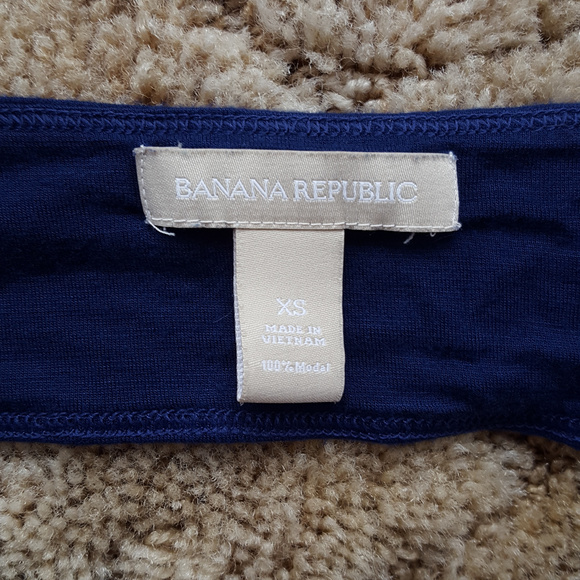 BANANA REPUBLIC
XS
MADE IN
VIETNAM
100% Modal